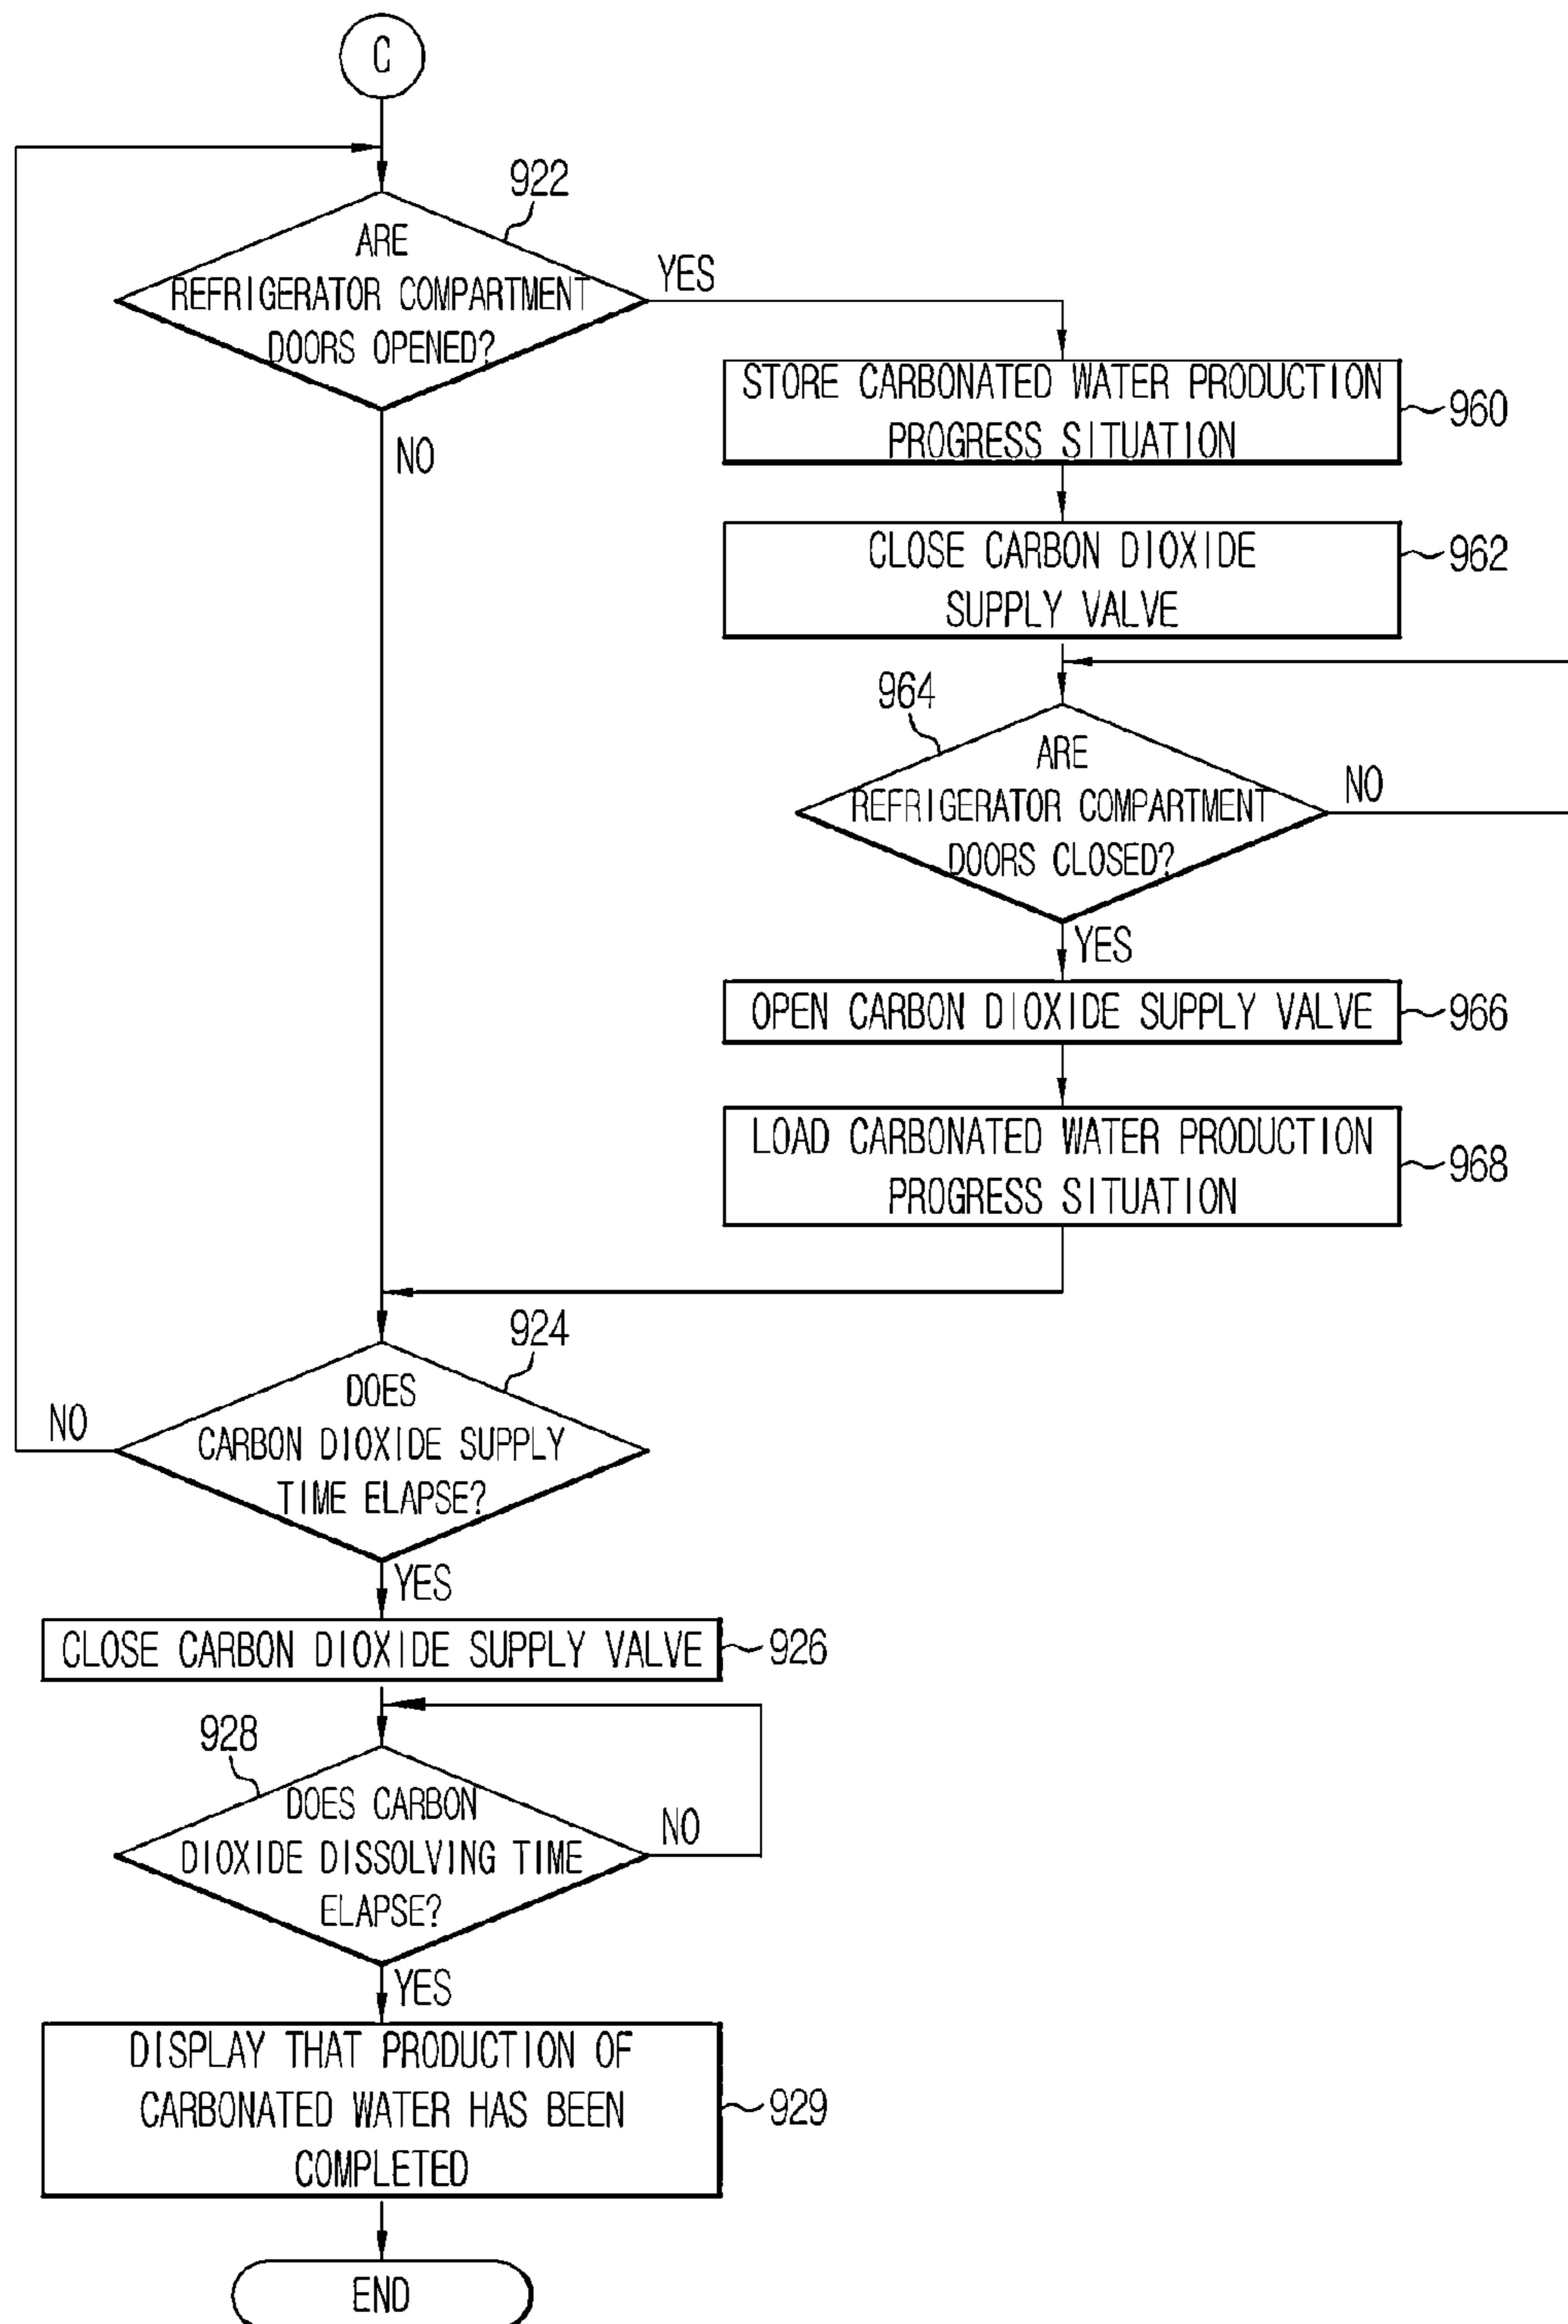 C
922
ARE
REFRIGERATOR COMPARTMENT
DOORS OPENED?
YES
NO
STORE CARBONATED WATER PRODUCTION
PROGRESS SITUATION
960
CLOSE CARBON DIOXIDE
SUPPLY VALVE
962
964
ARE
REFRIGERATOR COMPARTMENT
DOORS CLOSED?
NO
YES
OPEN CARBON DIOXIDE SUPPLY VALVE
966
LOAD CARBONATED WATER PRODUCTION
PROGRESS SITUATION
968
924
DOES
CARBON DIOXIDE SUPPLY
TIME ELAPSE?
NO
YES
CLOSE CARBON DIOXIDE SUPPLY VALVE
926
928
DOES CARBON
DIOXIDE DISSOLVING TIME
ELAPSE?
NO
YES
DISPLAY THAT PRODUCTION OF
CARBONATED WATER HAS BEEN
COMPLETED
929
END